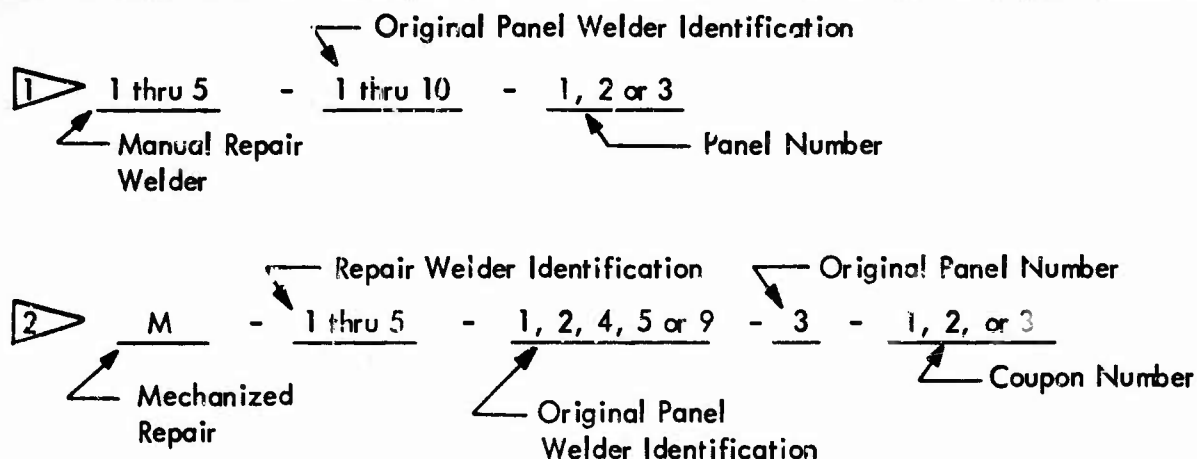 Original Panel Welder Identification
1 1 thru 5 - 1 thru 10 - 1, 2 or 3
Manual Repair Welder
Panel Number
Repair Welder Identification Original Panel Number
2 M - 1 thru 5 - 1, 2, 4, 5 or 9 - 3 - 1, 2, or 3
Coupon Number
Mechanized Repair
Original Panel Welder Identification